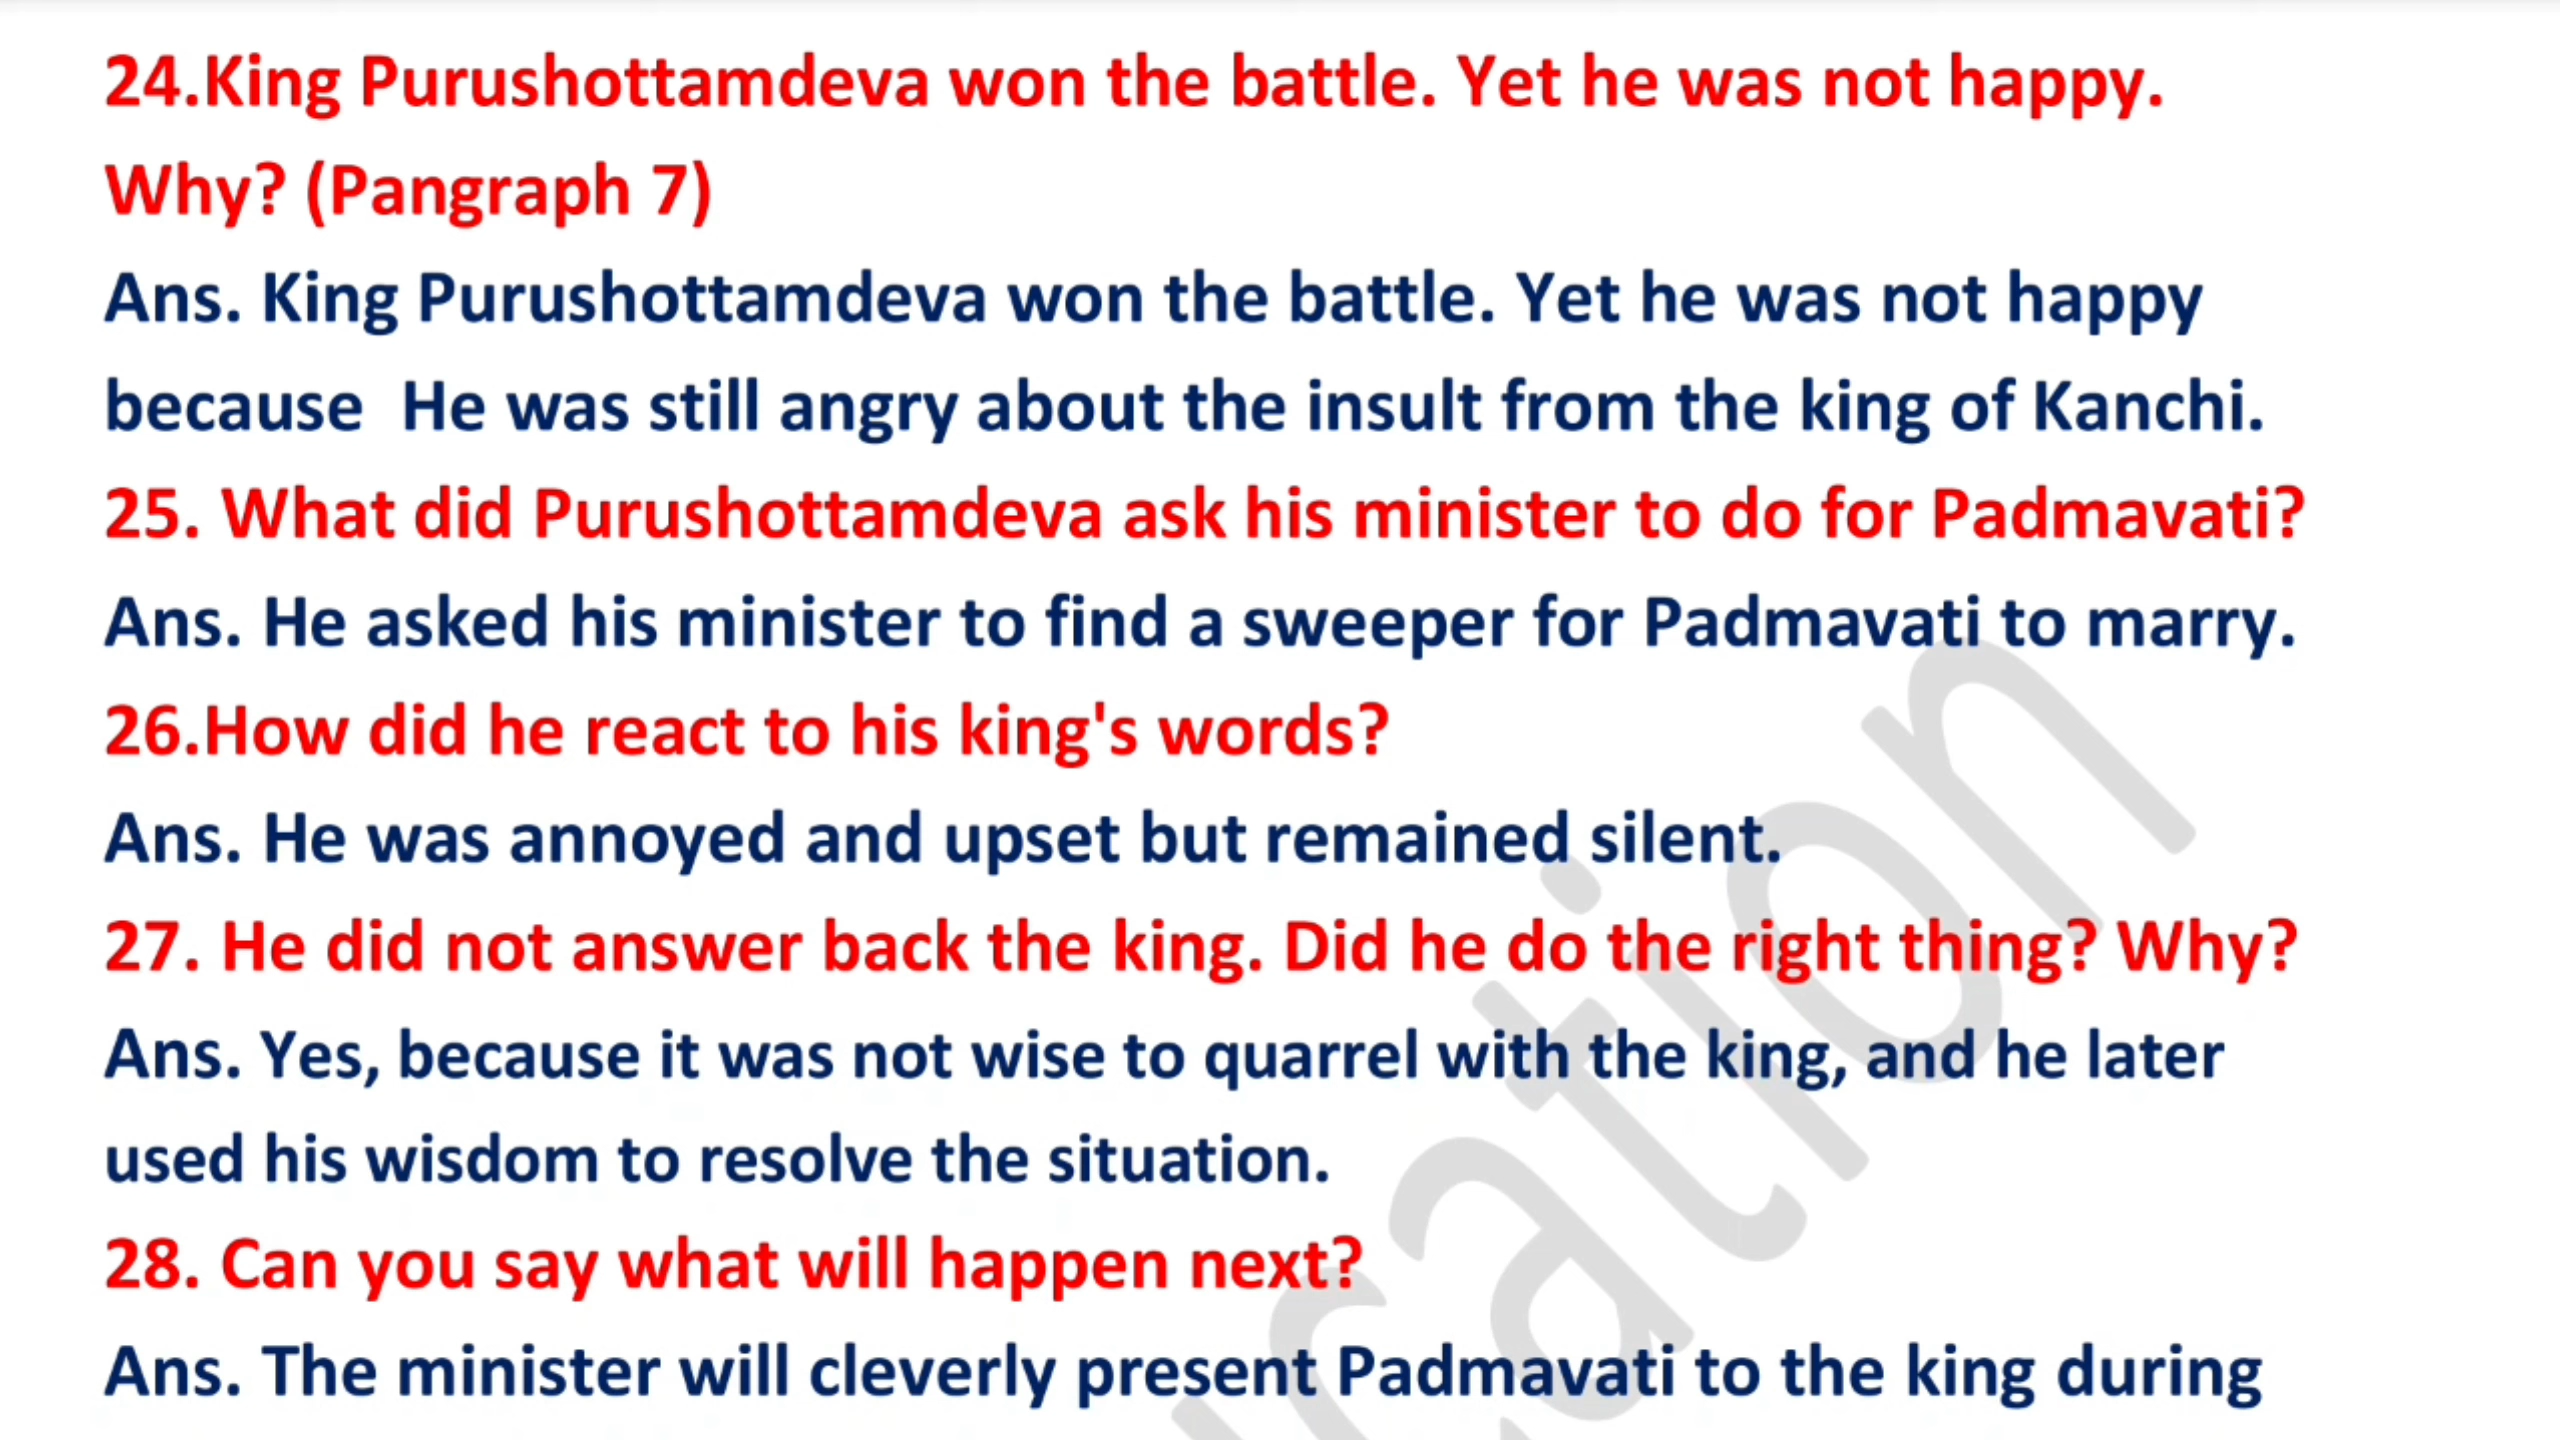 24.King Purushottamdeva won the battle. Yet he was not happy.
Why? (Pangraph 7)
Ans. King Purushottamdeva won the battle. Yet he was not happy
because  He was still angry about the insult from the king of Kanchi.
25. What did Purushottamdeva ask his minister to do for Padmavati?
Ans. He asked his minister to find a sweeper for Padmavati to marry.
26.How did he react to his king's words?
Ans. He was annoyed and upset but remained silent.
27. He did not answer back the king. Did he do the right thing? Why?
Ans. Yes, because it was not wise to quarrel with the king, and he later
used his wisdom to resolve the situation.
28. Can you say what will happen next?
Ans. The minister will cleverly present Padmavati to the king during